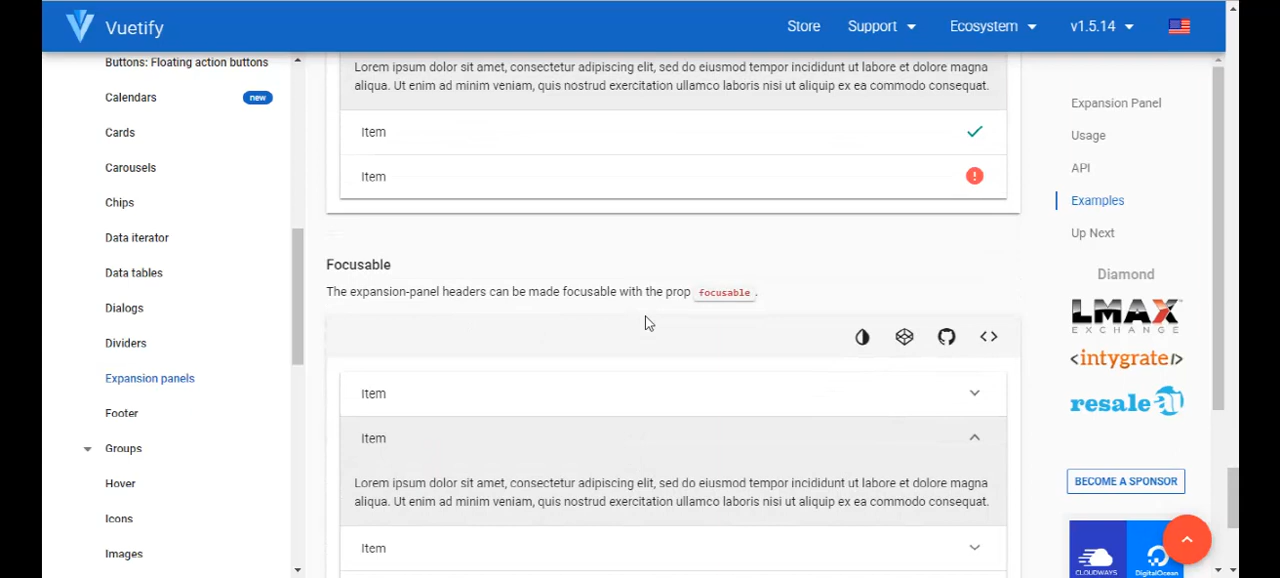 Vuetify
Store
Support
Ecosystem
v1.5.14
Buttons: Floating action buttons
Calendars
new
Cards
Carousels
Chips
Data iterator
Data tables
Dialogs
Dividers
Expansion panels
Footer
Groups
Hover
Icons
Images
Lorem ipsum dolor sit amet, consectetur adipiscing elit, sed do eiusmod tempor incididunt ut labore et dolore magna
aliqua. Ut enim ad minim veniam, quis nostrud exercitation ullamco laboris nisi ut aliquip ex ea commodo consequat.
Item
Item
Focusable
The expansion-panel headers can be made focusable with the prop focusable.
Item
Item
Lorem ipsum dolor sit amet, consectetur adipiscing elit, sed do eiusmod tempor incididunt ut labore et dolore magna
aliqua. Ut enim ad minim veniam, quis nostrud exercitation ullamco laboris nisi ut aliquip ex ea commodo consequat.
Item
Expansion Panel
Usage
API
Examples
Up Next
Diamond
LMAX
EXCHANGE
<intygrate/>
resale ai
BECOME A SPONSOR
CLOUDWAYS
DigitalOcean